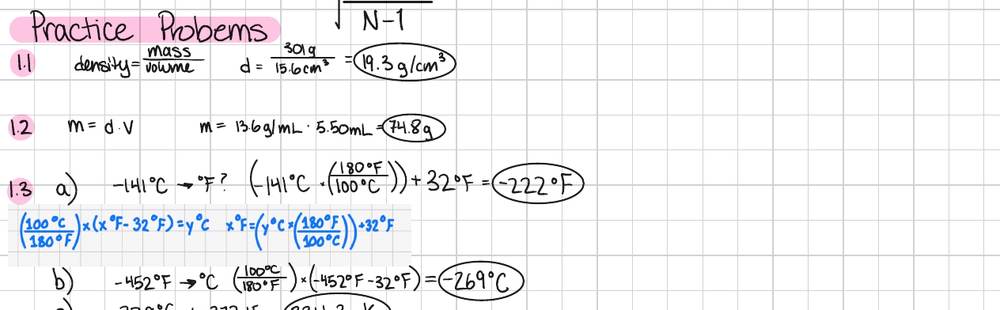 √ N-1
Practice Probems
1.1 density = mass/volume d = 301g/15.6cm³ = 19.3g/cm³
1.2 m = d·V m = 13.6g/mL · 5.50mL = 74.8g
1.3 a) -141°C → °F? (-141°C · (180°F/100°C)) + 32°F = -222°F
(100°C/180°F)×(x°F-32°F)=y°C x°F=(y°C×(180°F/100°C))+32°F
b) -452°F → °C (100°C/180°F)×(-452°F-32°F) = -269°C